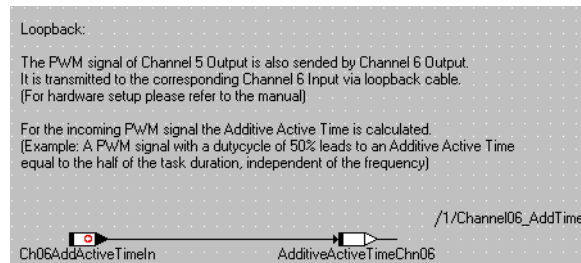 Loopback:
The PWM signal of Channel 5 Output is also sended by Channel 6 Output.
It is transmitted to the corresponding Channel 6 Input via loopback cable.
(For hardware setup please refer to the manual)
For the incoming PWM signal the Additive Active Time is calculated.
(Example: A PWM signal with a dutycycle of 50% leads to an Additive Active Time
equal to the half of the task duration, independent of the frequency)
/1/Channel06_AddTime
Ch06AddActiveTimeIn AdditiveActiveTimeChn06